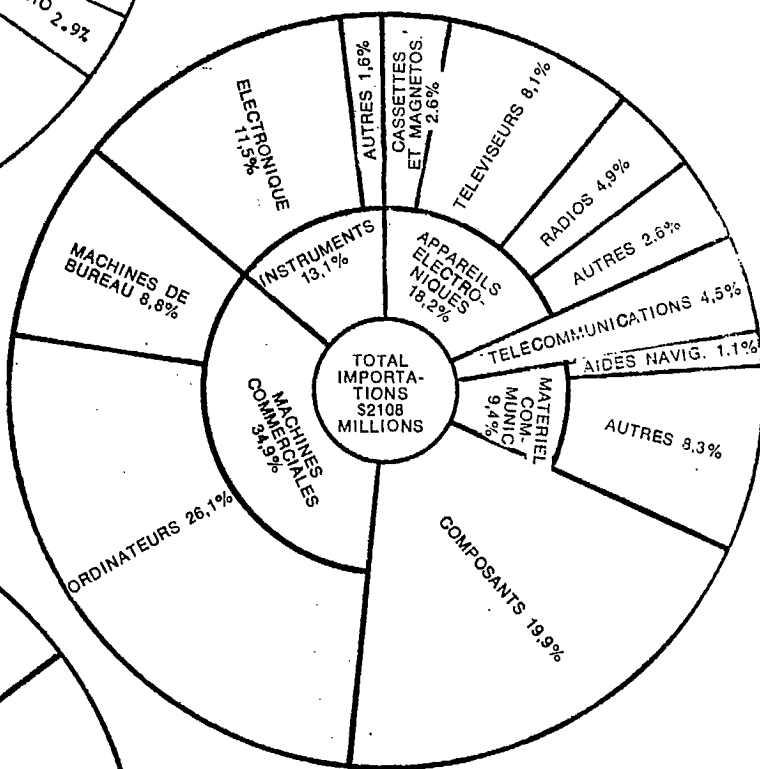 2.9%
TOTAL
IMPORTA-
TIONS
$2108
MILLIONS
APPAREILS
ELECTRO-
NIQUES
18,2%
CASSETTES
ET MAGNETOS.
2.6%
TELEVISEURS 8,1%
RADIOS 4,9%
AUTRES 2.6%
TELECOMMUNICATIONS 4,5%
MATERIEL
COM-
MUNIC.
9,4%
AIDES NAVIG. 1.1%
AUTRES 8.3%
COMPOSANTS 19,9%
MACHINES
COMMERCIALES
34,9%
ORDINATEURS 26,1%
MACHINES DE
BUREAU 8,8%
INSTRUMENTS
13,1%
ELECTRONIQUE
11,5%
AUTRES 1,6%